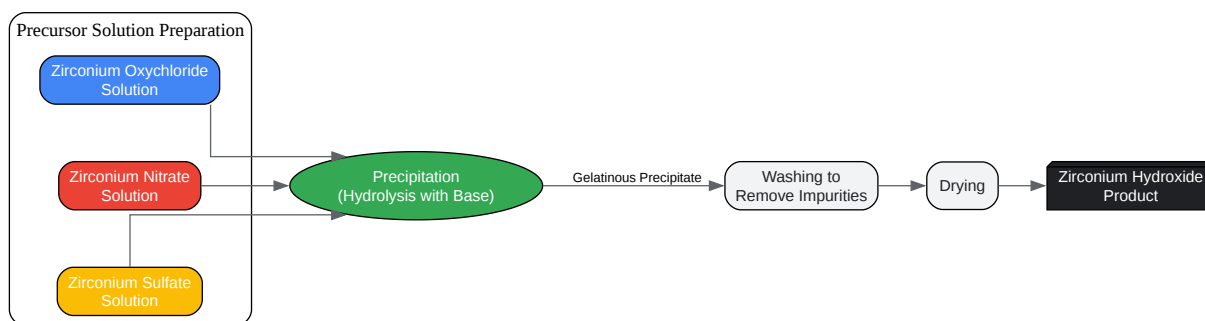 Precursor Solution Preparation
Zirconium Oxychloride
Solution
Zirconium Nitrate
Solution
Zirconium Sulfate
Solution
Precipitation
(Hydrolysis with Base)
Gelatinous Precipitate
Washing to
Remove Impurities
Drying
Zirconium Hydroxide
Product